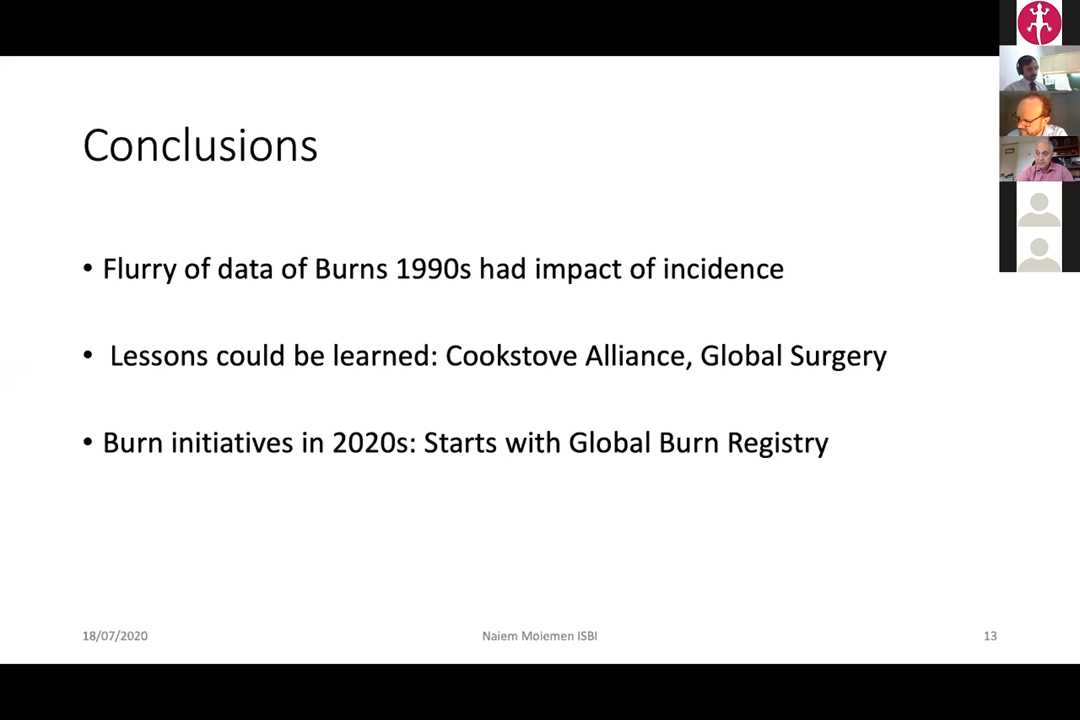 Conclusions
• Flurry of data of Burns 1990s had impact of incidence
• Lessons could be learned: Cookstove Alliance, Global Surgery
• Burn initiatives in 2020s: Starts with Global Burn Registry
18/07/2020
Naiem Moiemen ISBI
13